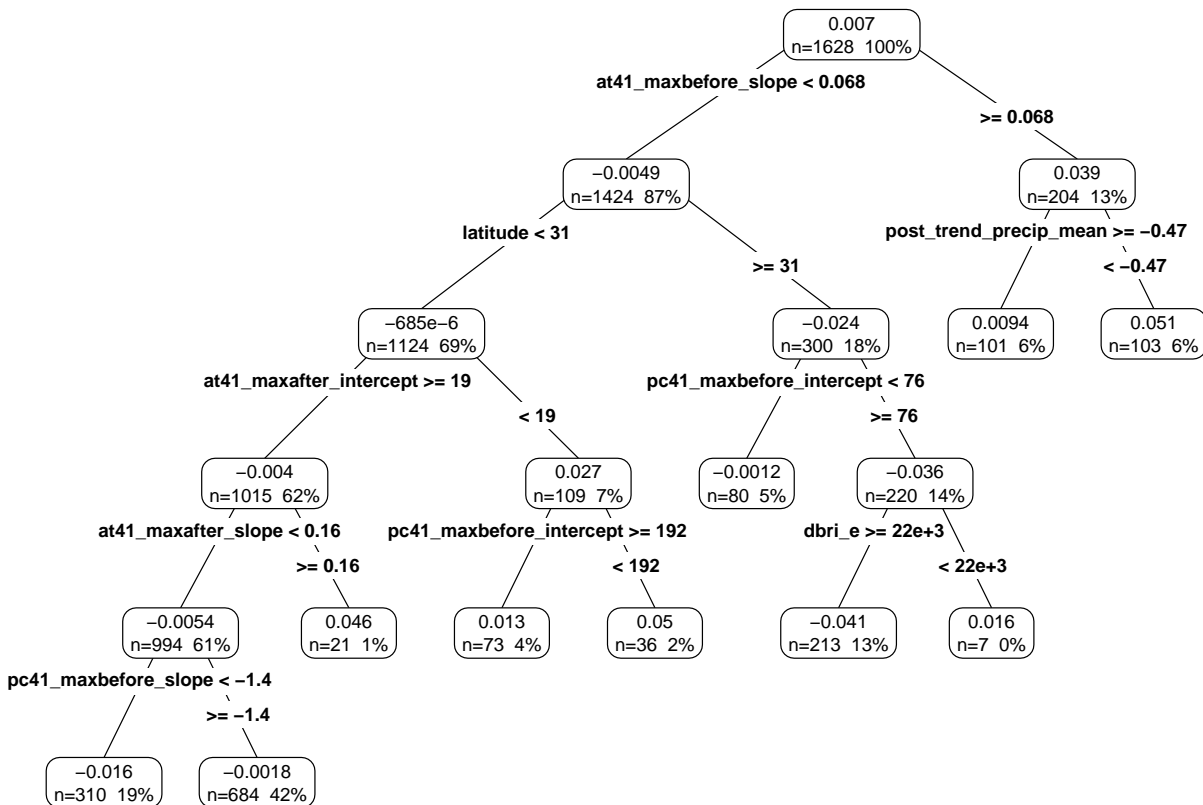 0.007
n=1628 100%
at41_maxbefore_slope < 0.068
>= 0.068
−0.0049
n=1424 87%
0.039
n=204 13%
latitude < 31
>= 31
post_trend_precip_mean >= −0.47
< −0.47
−685e−6
n=1124 69%
−0.024
n=300 18%
0.0094
n=101 6%
0.051
n=103 6%
at41_maxafter_intercept >= 19
< 19
pc41_maxbefore_intercept < 76
>= 76
−0.004
n=1015 62%
0.027
n=109 7%
−0.0012
n=80 5%
−0.036
n=220 14%
at41_maxafter_slope < 0.16
>= 0.16
pc41_maxbefore_intercept >= 192
< 192
dbri_e >= 22e+3
< 22e+3
−0.0054
n=994 61%
0.046
n=21 1%
0.013
n=73 4%
0.05
n=36 2%
−0.041
n=213 13%
0.016
n=7 0%
pc41_maxbefore_slope < −1.4
>= −1.4
−0.016
n=310 19%
−0.0018
n=684 42%